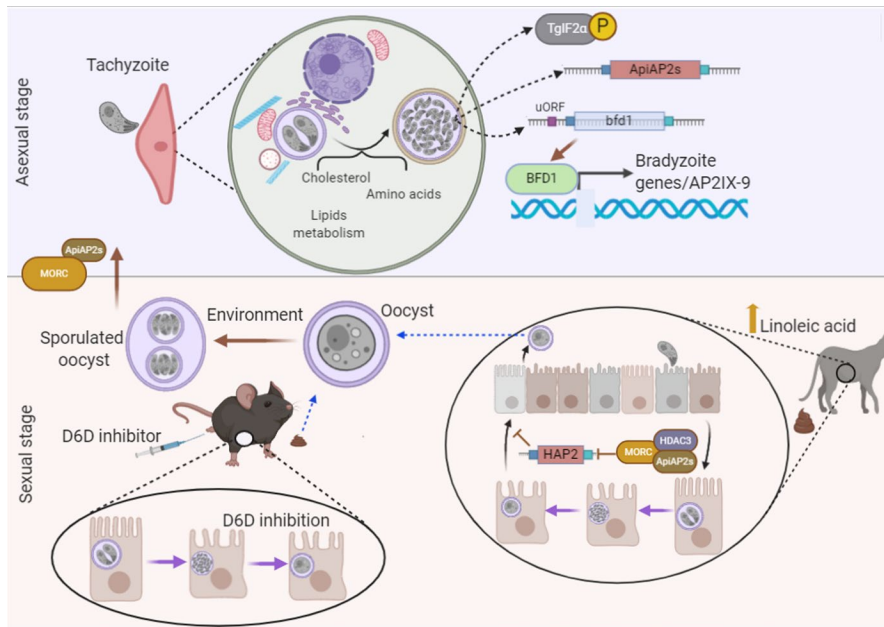 Asexual stage
Tachyzoite
Cholesterol
Amino acids
Lipids
metabolism
TgIF2α
P
ApiAP2s
uORF
bfd1
BFD1
Bradyzoite
genes/AP2IX-9
ApiAP2s
MORC
Sexual stage
Sporulated
oocyst
Environment
Oocyst
Linoleic acid
D6D inhibitor
D6D inhibition
HAP2
MORC
HDAC3
ApiAP2s